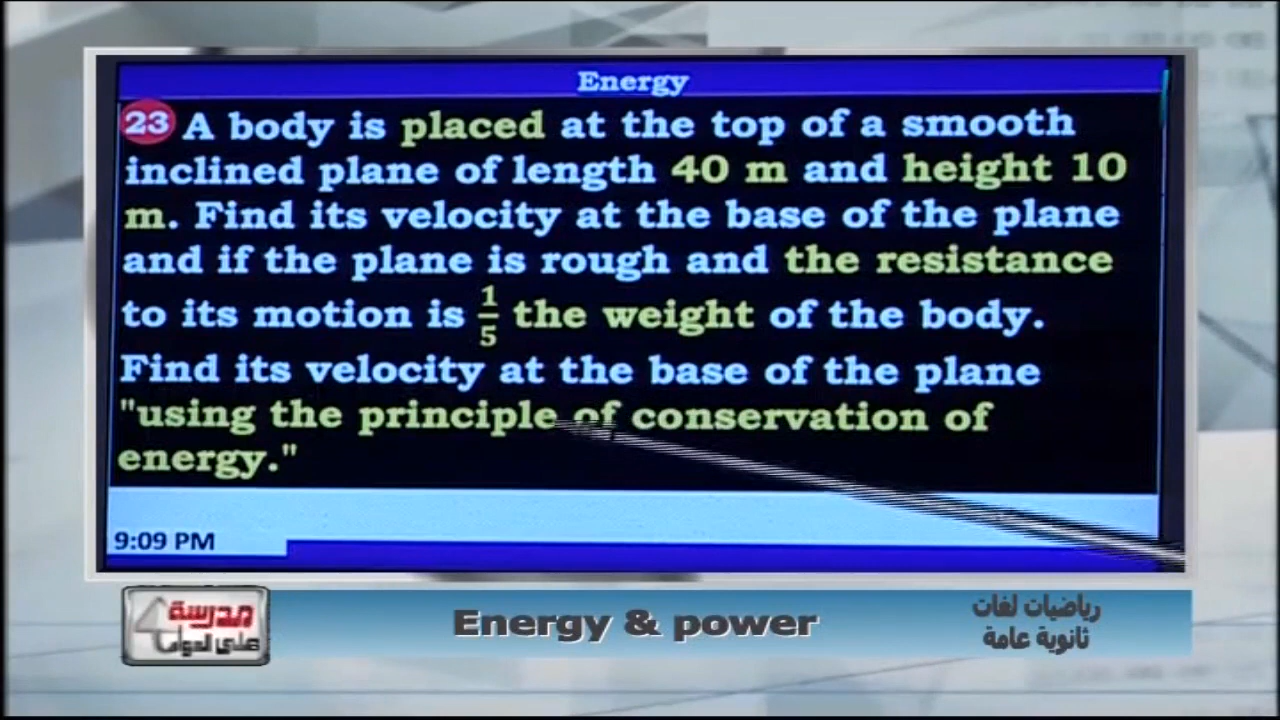 Energy
23 A body is placed at the top of a smooth
inclined plane of length 40 m and height 10
m. Find its velocity at the base of the plane
and if the plane is rough and the resistance
to its motion is 1/5 the weight of the body.
Find its velocity at the base of the plane
"using the principle of conservation of
energy."
9:09 PM
مدرسة
على الهواء
Energy & power
رياضيات لغات
ثانوية عامة